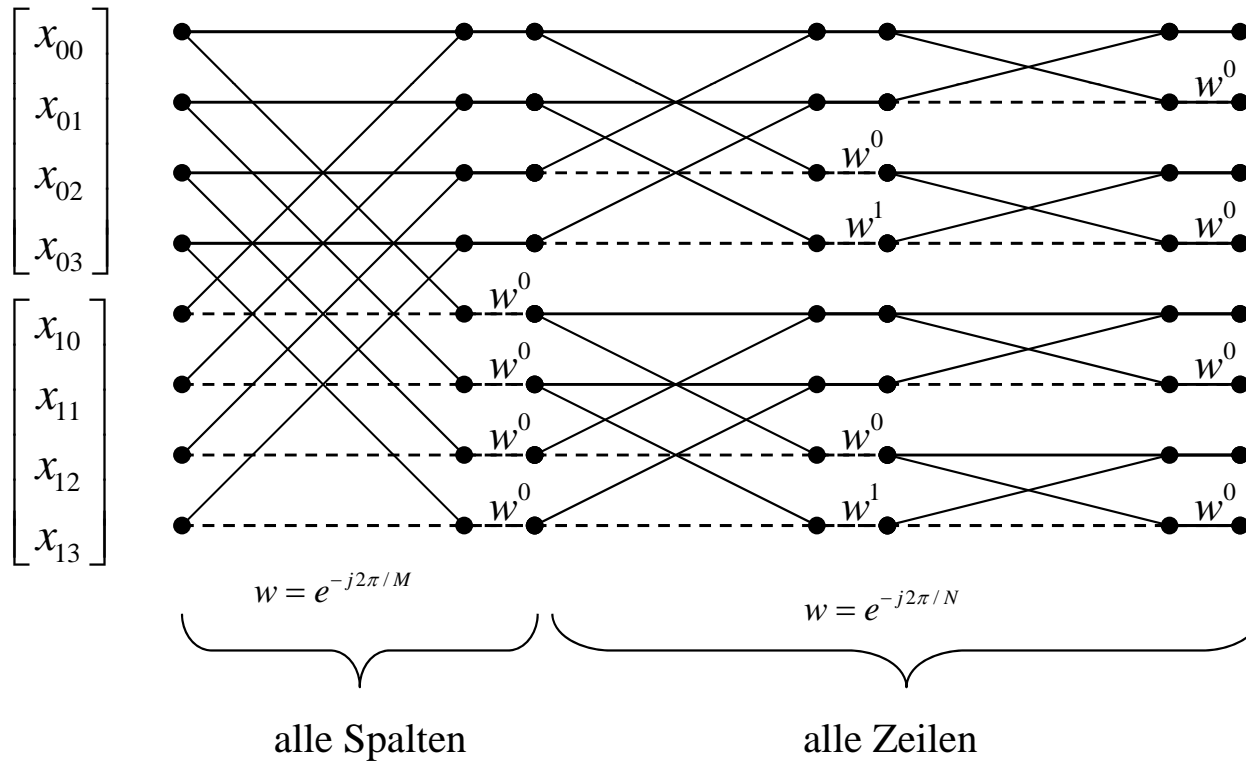 x₀₀
w⁰
x₀₁
w⁰
x₀₂
w¹ w⁰
x₀₃
w⁰
x₁₀
w⁰ w⁰
x₁₁
w⁰ w⁰
x₁₂
w⁰ w¹ w⁰
x₁₃
w = e^{-j2π/M} w = e^{-j2π/N}
alle Spalten alle Zeilen